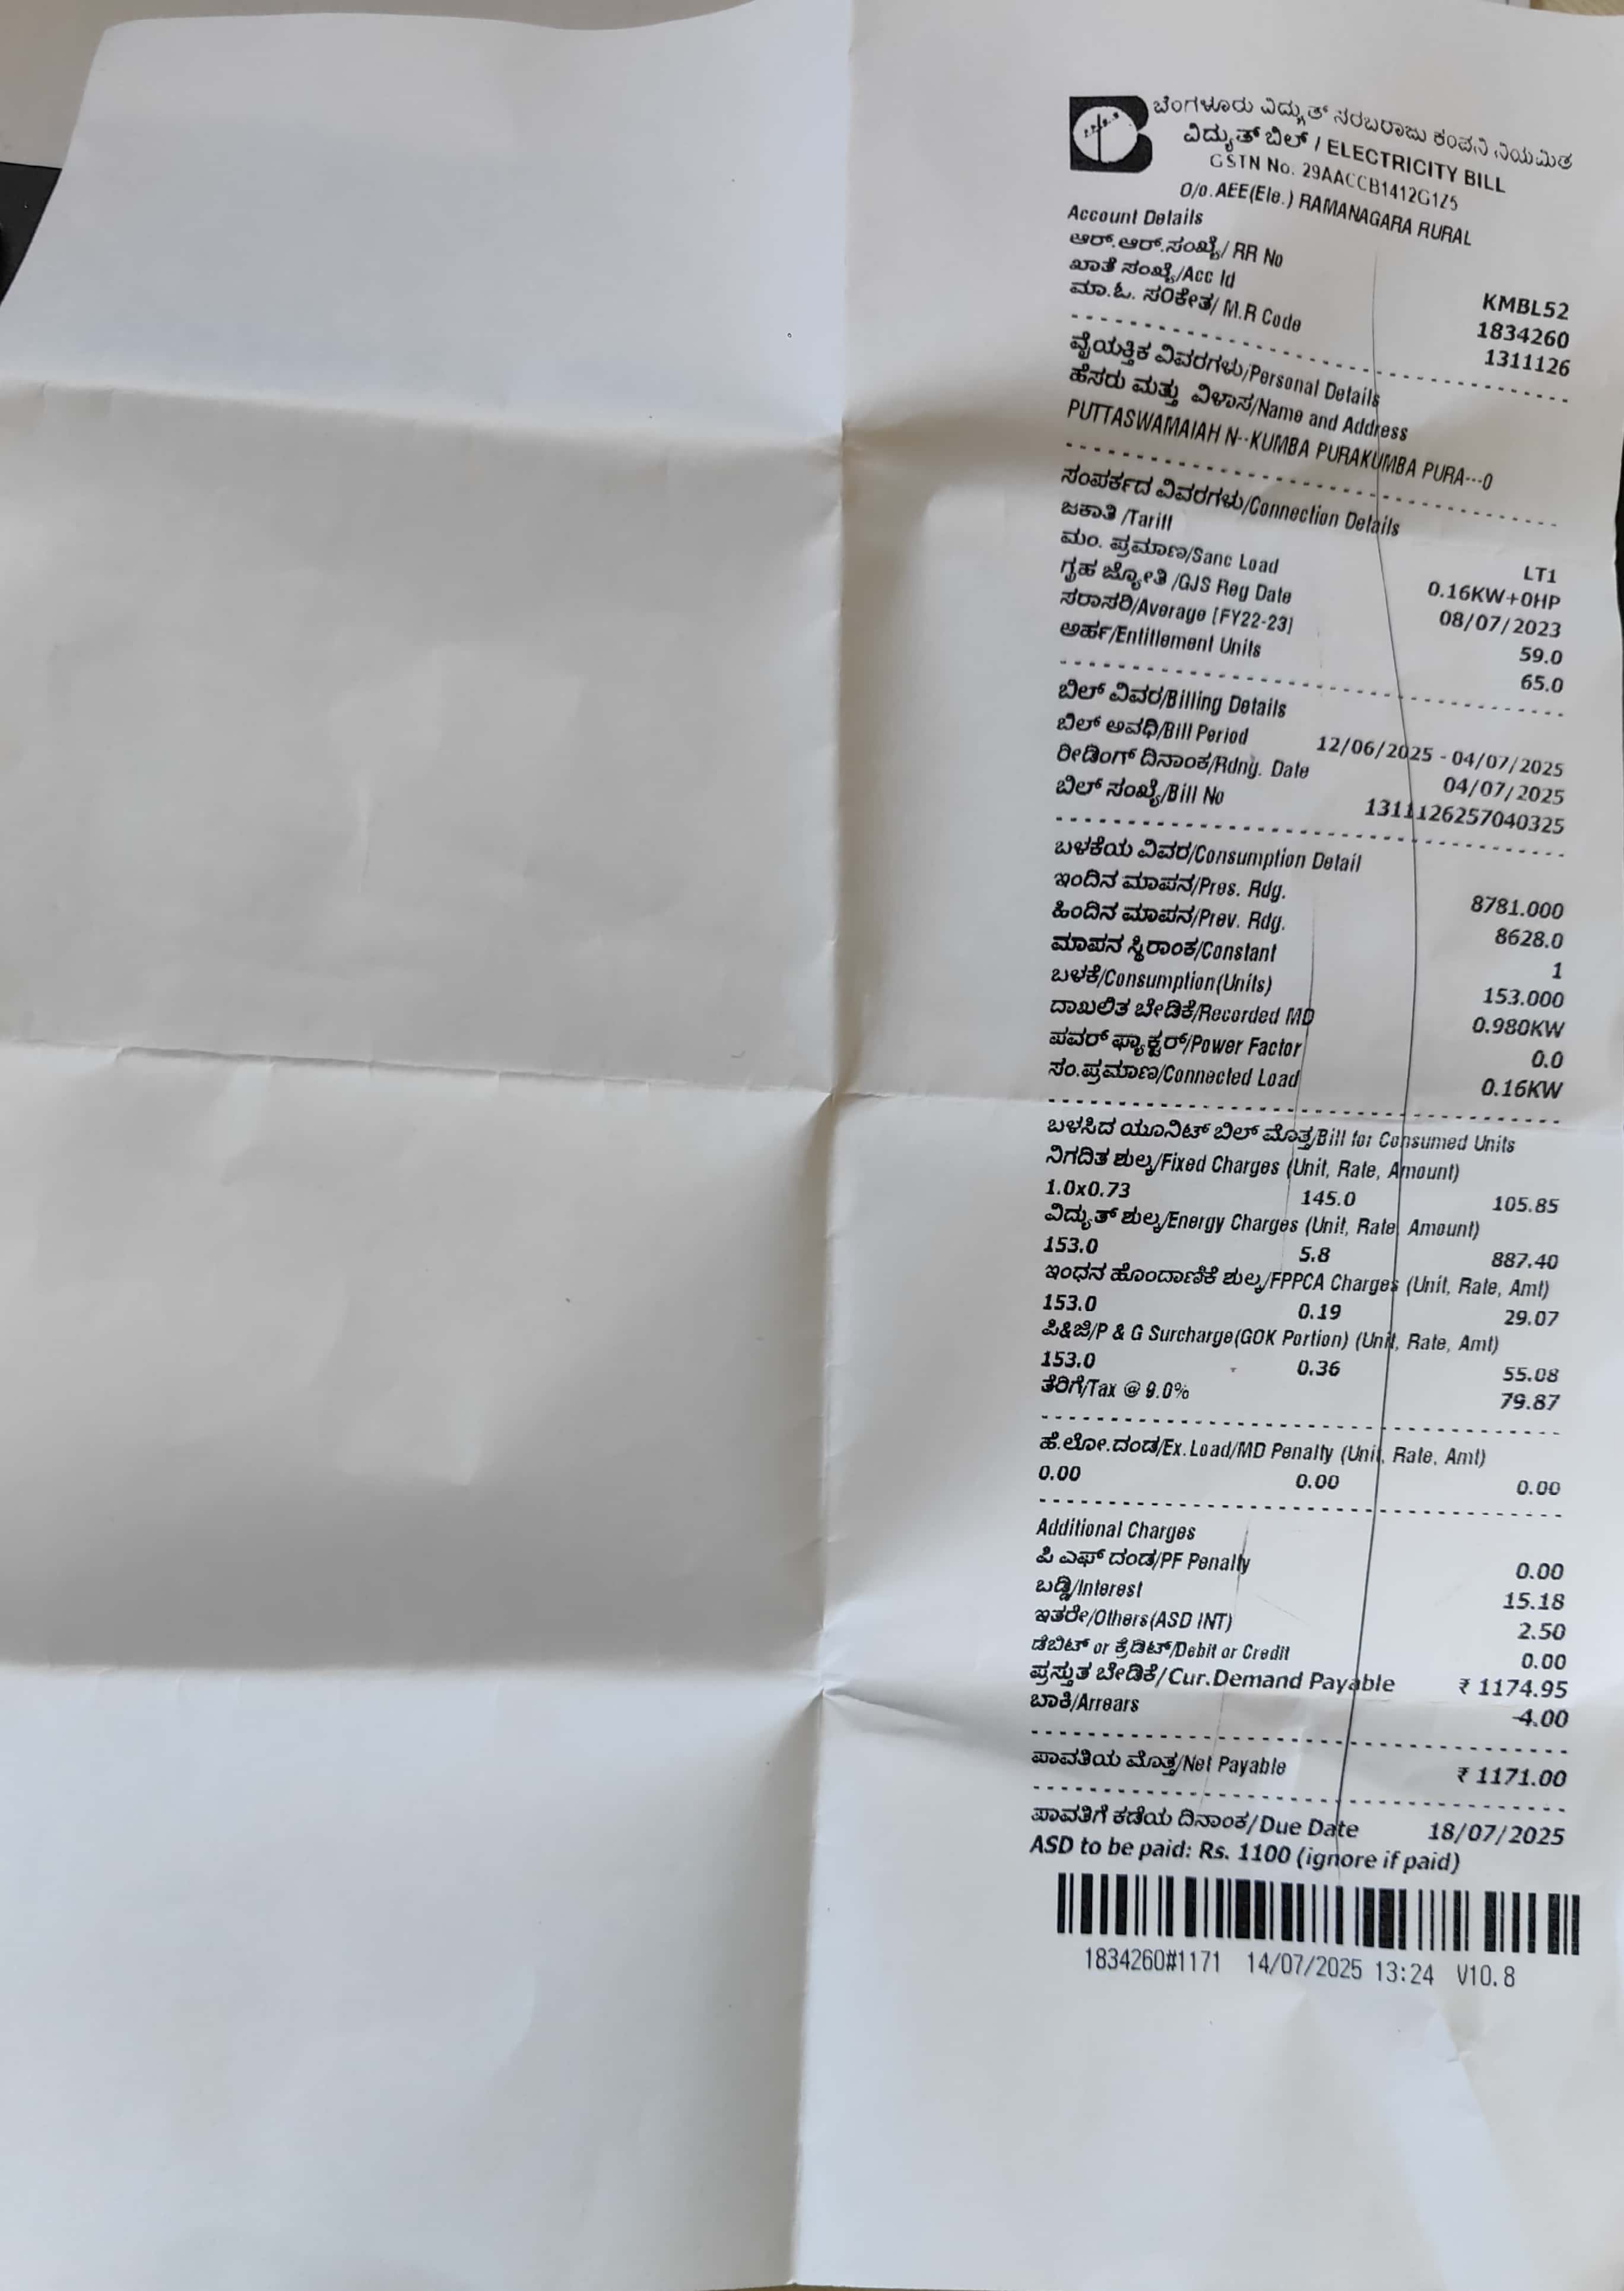 ಬೆಂಗಳೂರು ವಿದ್ಯುತ್ ಸರಬರಾಜು ಕಂಪನಿ ನಿಯಮಿತ
ವಿದ್ಯುತ್ ಬಿಲ್ / ELECTRICITY BILL
GSTN No. 29AACCB1412G1Z5
O/o. AEE(Ele.) RAMANAGARA RURAL
Account Details
ಆರ್.ಆರ್.ಸಂಖ್ಯೆ/ RR No KMBL52
ಖಾತೆ ಸಂಖ್ಯೆ/Acc Id 1834260
ಮಾ.ಓ. ಸಂಕೇತ/ M.R Code 1311126
ವೈಯತ್ತಿಕ ವಿವರಗಳು/Personal Details
ಹೆಸರು ಮತ್ತು ವಿಳಾಸ/Name and Address
PUTTASWAMAIAH N--KUMBA PURAKUMBA PURA---0
ಸಂಪರ್ಕದ ವಿವರಗಳು/Connection Details
ಜಕಾತಿ /Tariff LT1
ಮಂ. ಪ್ರಮಾಣ/Sanc Load 0.16KW+0HP
ಗೃಹ ಜ್ಯೋತಿ /GJS Reg Date 08/07/2023
ಸರಾಸರಿ/Average [FY22-23] 59.0
ಅರ್ಹ/Entitlement Units 65.0
ಬಿಲ್ ವಿವರ/Billing Details
ಬಿಲ್ ಅವಧಿ/Bill Period 12/06/2025 - 04/07/2025
ರೀಡಿಂಗ್ ದಿನಾಂಕ/Rdng. Date 04/07/2025
ಬಿಲ್ ಸಂಖ್ಯೆ/Bill No 1311126257040325
ಬಳಕೆಯ ವಿವರ/Consumption Detail
ಇಂದಿನ ಮಾಪನ/Pres. Rdg. 8781.000
ಹಿಂದಿನ ಮಾಪನ/Prev. Rdg. 8628.0
ಮಾಪನ ಸ್ಥಿರಾಂಕ/Constant 1
ಬಳಕೆ/Consumption(Units) 153.000
ದಾಖಲಿತ ಬೇಡಿಕೆ/Recorded MD 0.980KW
ಪವರ್ ಫ್ಯಾಕ್ಟರ್/Power Factor 0.0
ಸಂ.ಪ್ರಮಾಣ/Connected Load 0.16KW
ಬಳಸಿದ ಯೂನಿಟ್ ಬಿಲ್ ಮೊತ್ತ/Bill for Consumed Units
ನಿಗದಿತ ಶುಲ್ಕ/Fixed Charges (Unit, Rate, Amount)
1.0x0.73 145.0 105.85
ವಿದ್ಯುತ್ ಶುಲ್ಕ/Energy Charges (Unit, Rate, Amount)
153.0 5.8 887.40
ಇಂಧನ ಹೊಂದಾಣಿಕೆ ಶುಲ್ಕ/FPPCA Charges (Unit, Rate, Amt)
153.0 0.19 29.07
ಪಿ&ಜಿ/P & G Surcharge(GOK Portion) (Unit, Rate, Amt)
153.0 0.36 55.08
ತೆರಿಗೆ/Tax @ 9.0% 79.87
ಹೆ.ಲೋ.ದಂಡ/Ex.Load/MD Penalty (Unit, Rate, Amt)
0.00 0.00 0.00
Additional Charges
ಪಿ ಎಫ್ ದಂಡ/PF Penalty 0.00
ಬಡ್ಡಿ/Interest 15.18
ಇತರೇ/Others(ASD INT) 2.50
ಡೆಬಿಟ್ or ಕ್ರೆಡಿಟ್/Debit or Credit 0.00
ಪ್ರಸ್ತುತ ಬೇಡಿಕೆ/Cur.Demand Payable ₹ 1174.95
ಬಾಕಿ/Arrears -4.00
ಪಾವತಿಯ ಮೊತ್ತ/Net Payable ₹ 1171.00
ಪಾವತಿಗೆ ಕಡೆಯ ದಿನಾಂಕ/Due Date 18/07/2025
ASD to be paid: Rs. 1100 (ignore if paid)
1834260#1171 14/07/2025 13:24 V10.8